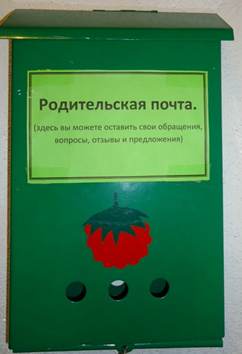 Родительская почта.
(здесь вы можете оставить свои обращения,
вопросы, отзывы и предложения)